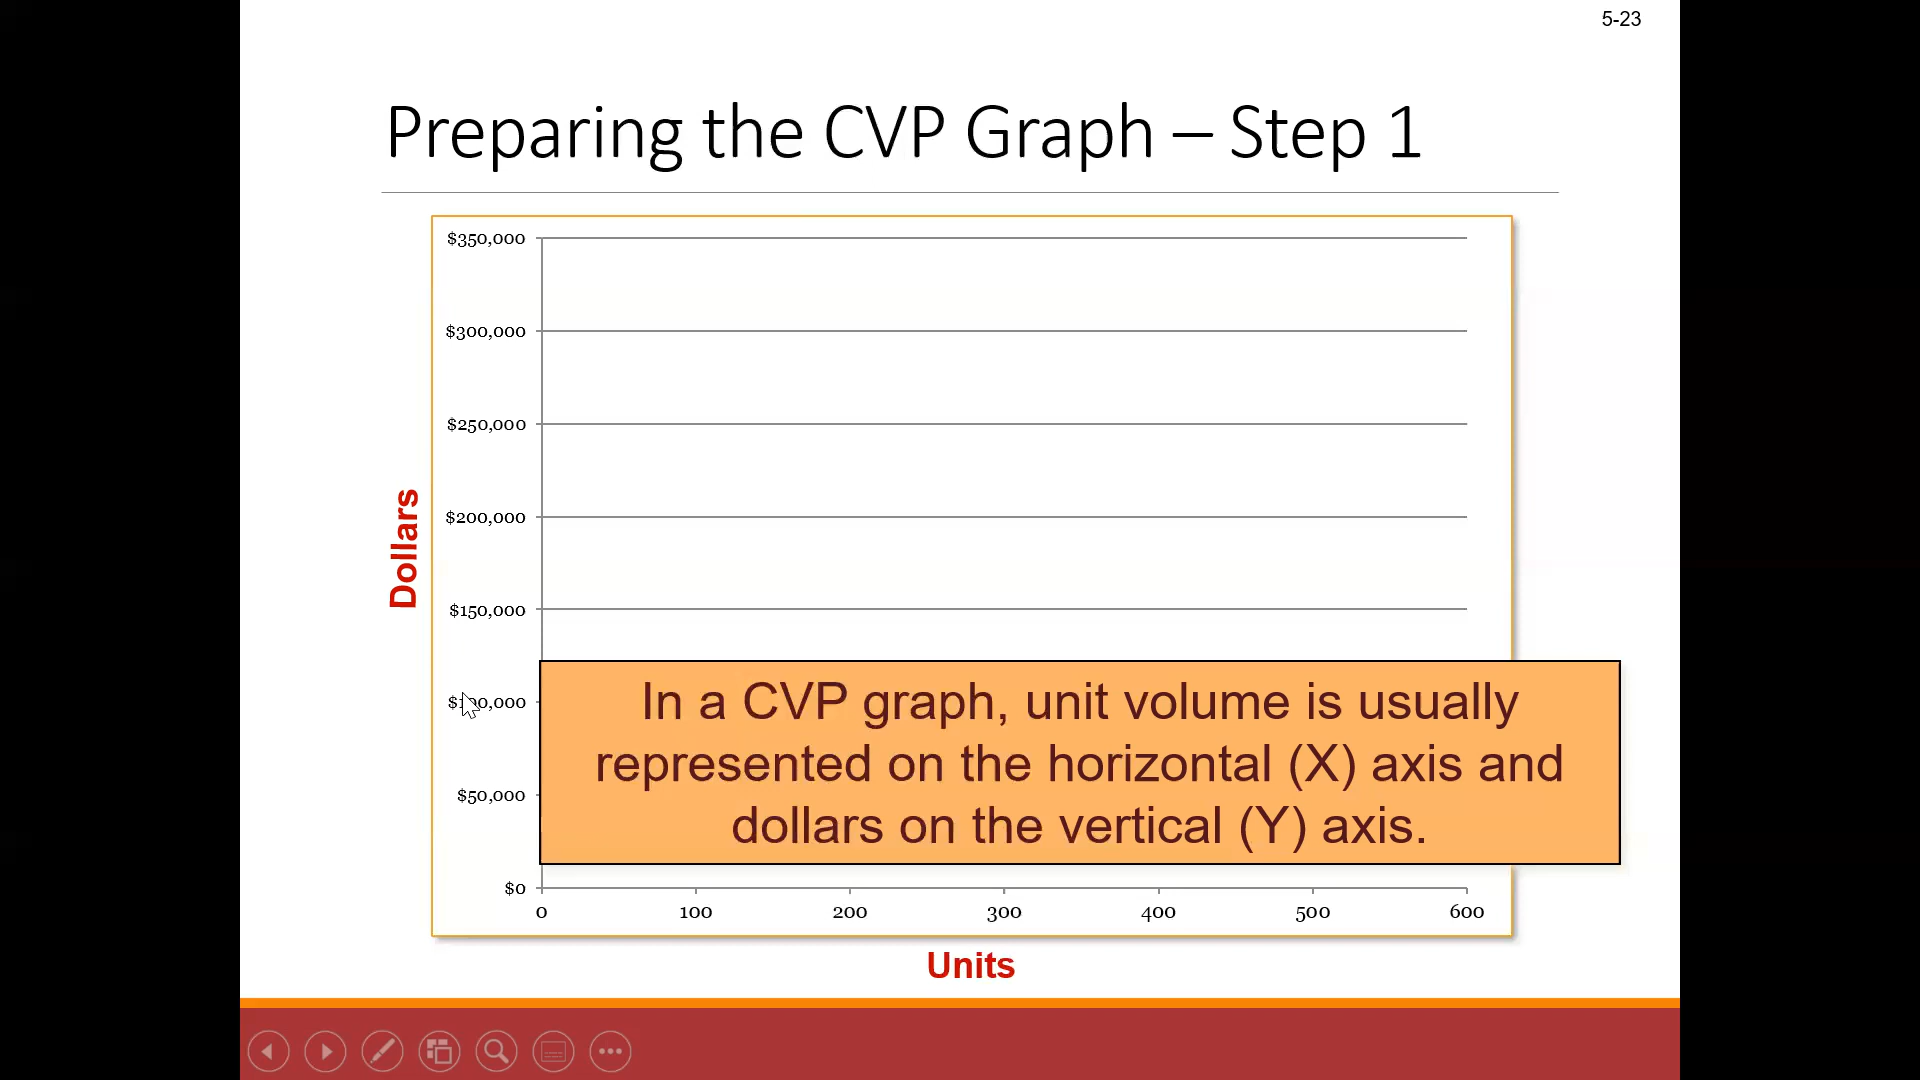 5-23
Preparing the CVP Graph – Step 1
$350,000
$300,000
$250,000
$200,000
$150,000
$100,000
$50,000
$0
Dollars
In a CVP graph, unit volume is usually
represented on the horizontal (X) axis and
dollars on the vertical (Y) axis.
0 100 200 300 400 500 600
Units